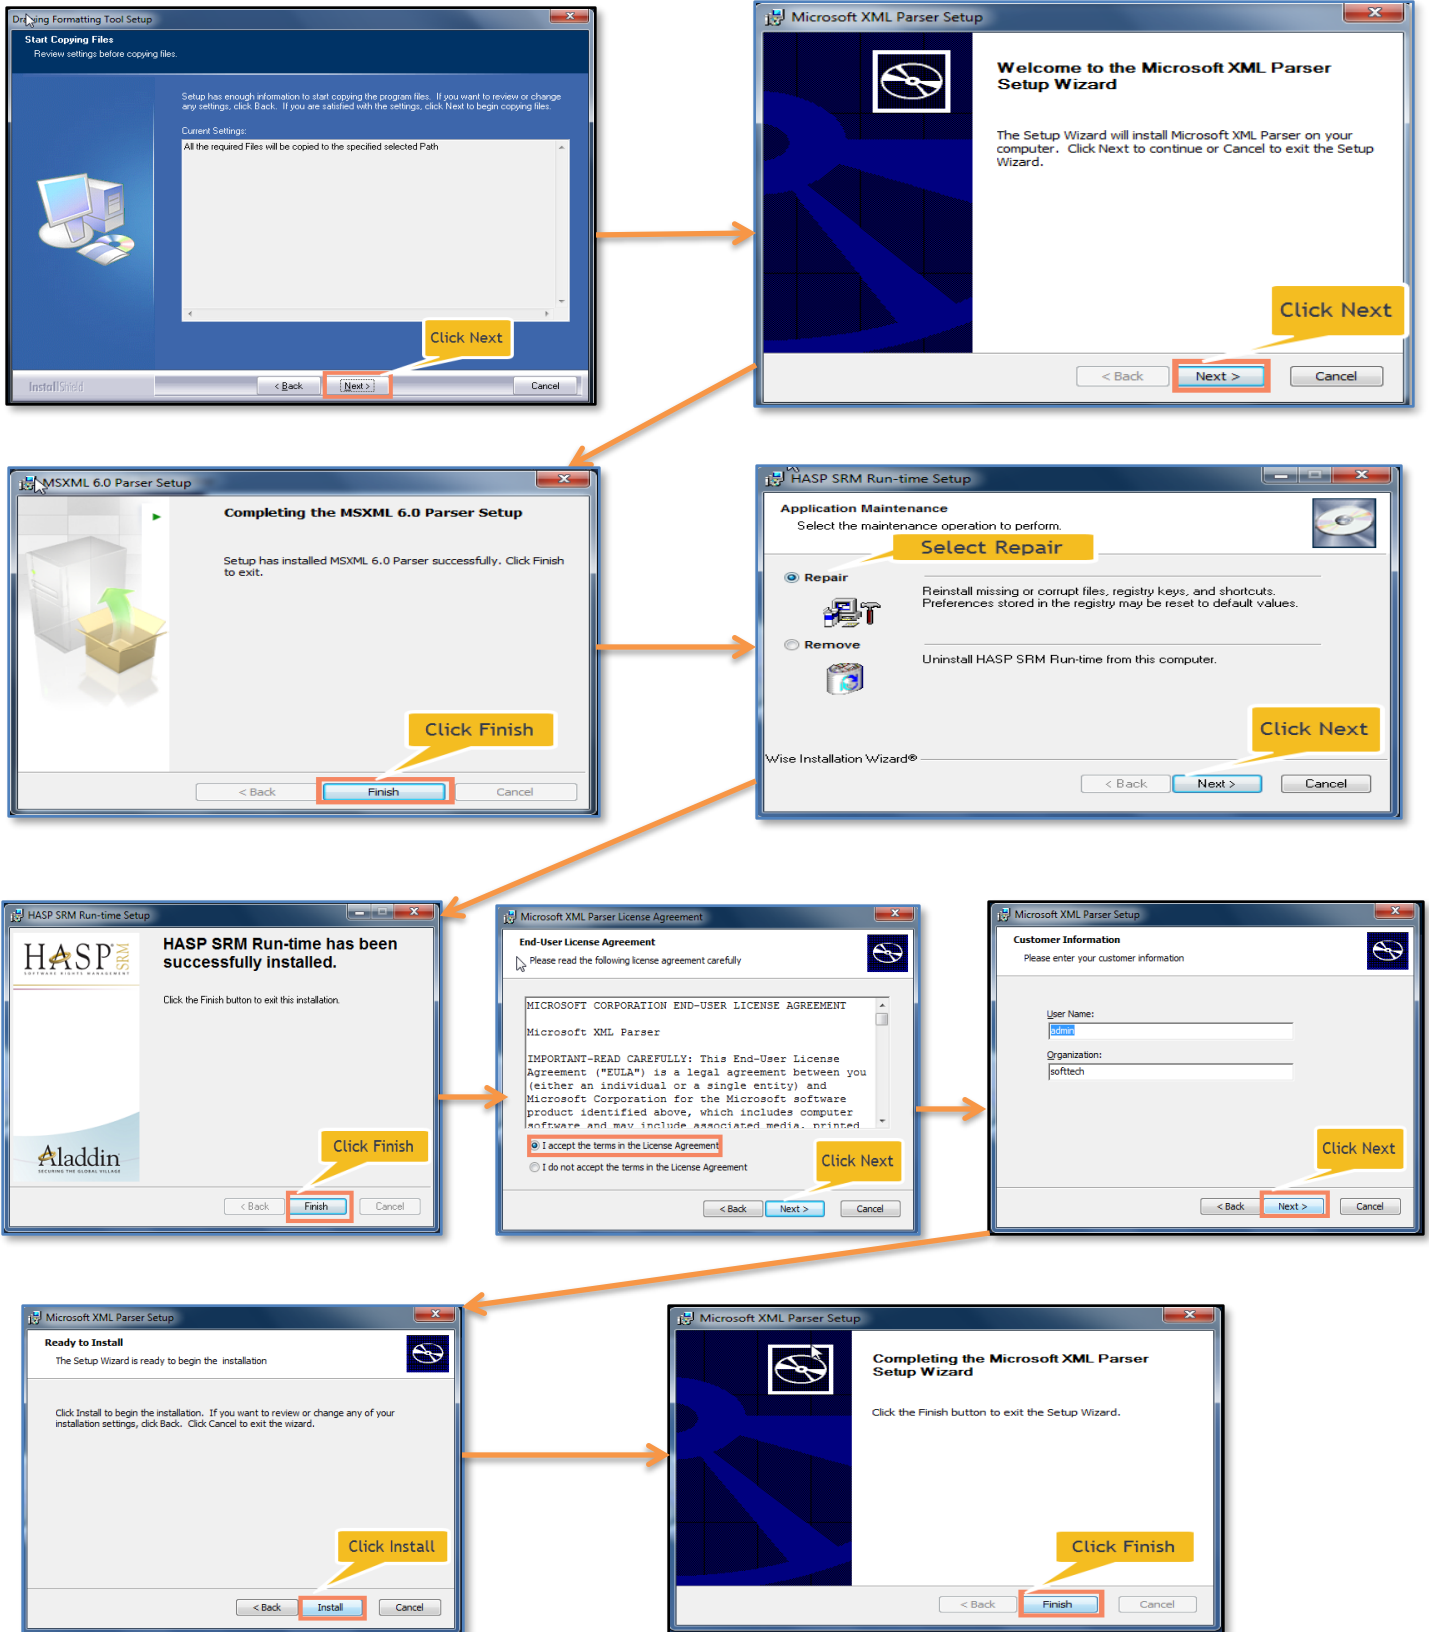 Drawing Formatting Tool Setup
Start Copying Files
Review settings before copying files.
Setup has enough information to start copying the program files. If you want to review or change
any settings, click Back. If you are satisfied with the settings, click Next to begin copying files.
Current Settings:
All the required Files will be copied to the specified selected Path
Click Next
InstallShield
< Back
Next >
Cancel
Microsoft XML Parser Setup
Welcome to the Microsoft XML Parser
Setup Wizard
The Setup Wizard will install Microsoft XML Parser on your
computer. Click Next to continue or Cancel to exit the Setup
Wizard.
Click Next
< Back
Next >
Cancel
MSXML 6.0 Parser Setup
Completing the MSXML 6.0 Parser Setup
Setup has installed MSXML 6.0 Parser successfully. Click Finish
to exit.
Click Finish
< Back
Finish
Cancel
HASP SRM Run-time Setup
Application Maintenance
Select the maintenance operation to perform.
Select Repair
Repair
Reinstall missing or corrupt files, registry keys, and shortcuts.
Preferences stored in the registry may be reset to default values.
Remove
Uninstall HASP SRM Run-time from this computer.
Click Next
Wise Installation Wizard®
< Back
Next >
Cancel
HASP SRM Run-time Setup
HASP SRM
SOFTWARE RIGHTS MANAGEMENT
HASP SRM Run-time has been
successfully installed.
Click the Finish button to exit this installation.
Click Finish
Aladdin
SECURING THE GLOBAL VILLAGE
< Back
Finish
Cancel
Microsoft XML Parser License Agreement
End-User License Agreement
Please read the following license agreement carefully
MICROSOFT CORPORATION END-USER LICENSE AGREEMENT
Microsoft XML Parser
IMPORTANT-READ CAREFULLY: This End-User License
Agreement ("EULA") is a legal agreement between you
(either an individual or a single entity) and
Microsoft Corporation for the Microsoft software
product identified above, which includes computer
software and may include associated media, printed
I accept the terms in the License Agreement
I do not accept the terms in the License Agreement
Click Next
< Back
Next >
Cancel
Microsoft XML Parser Setup
Customer Information
Please enter your customer information
User Name:
admin
Organization:
softtech
Click Next
< Back
Next >
Cancel
Microsoft XML Parser Setup
Ready to Install
The Setup Wizard is ready to begin the installation
Click Install to begin the installation. If you want to review or change any of your
installation settings, click Back. Click Cancel to exit the wizard.
Click Install
< Back
Install
Cancel
Microsoft XML Parser Setup
Completing the Microsoft XML Parser
Setup Wizard
Click the Finish button to exit the Setup Wizard.
Click Finish
< Back
Finish
Cancel